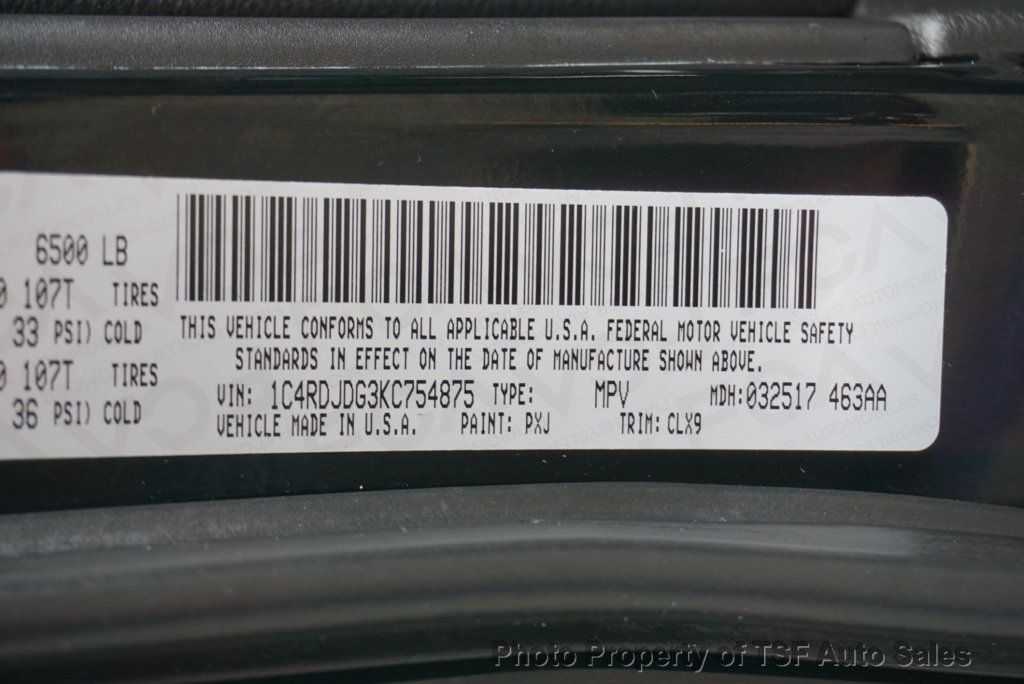 6500 LB
0 107T TIRES
33 PSI) COLD
0 107T TIRES
36 PSI) COLD
THIS VEHICLE CONFORMS TO ALL APPLICABLE U.S.A. FEDERAL MOTOR VEHICLE SAFETY
STANDARDS IN EFFECT ON THE DATE OF MANUFACTURE SHOWN ABOVE.
VIN: 1C4RDJDG3KC754875 TYPE: MPV MDH:032517 463AA
VEHICLE MADE IN U.S.A. PAINT: PXJ TRIM: CLX9
Photo Property of TSF Auto Sales